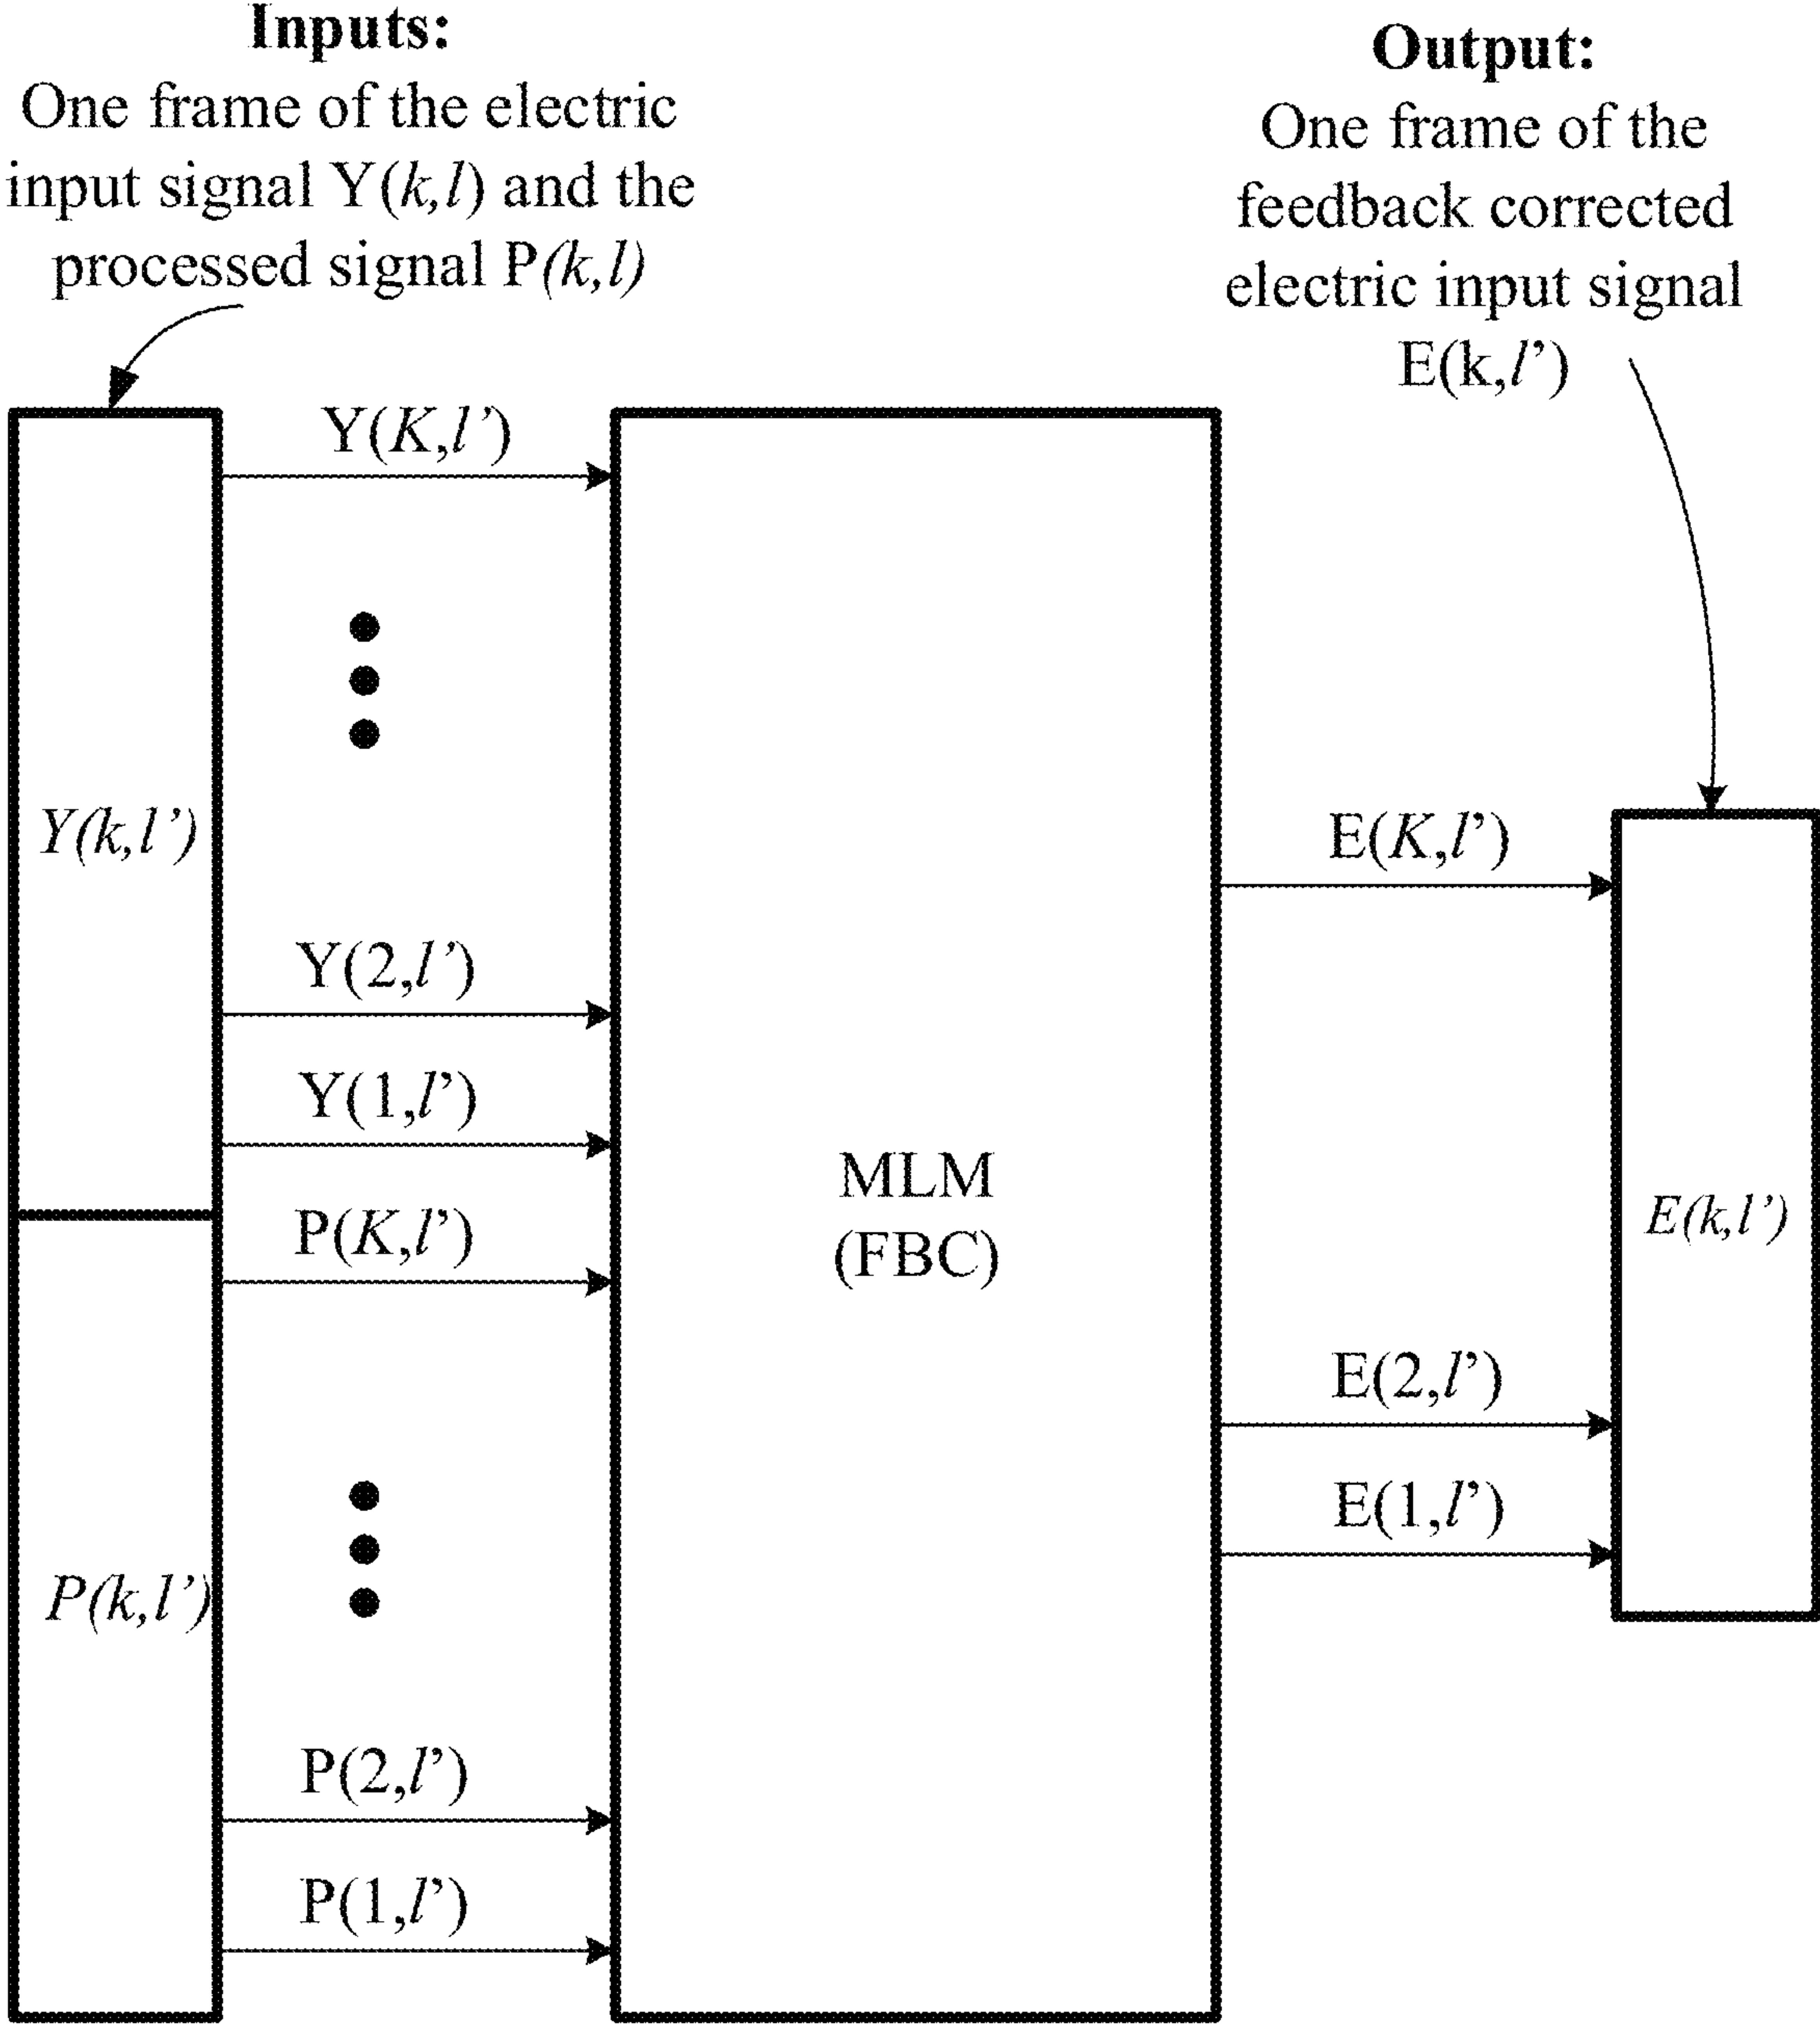 Inputs:
One frame of the electric
input signal Y(k,l) and the
processed signal P(k,l)
Output:
One frame of the
feedback corrected
electric input signal
E(k,l’)
Y(K,l’)
Y(k,l’)
E(K,l’)
Y(2,l’)
Y(1,l’)
MLM
(FBC)
P(K,l’)
E(k,l’)
E(2,l’)
E(1,l’)
P(k,l’)
P(2,l’)
P(1,l’)